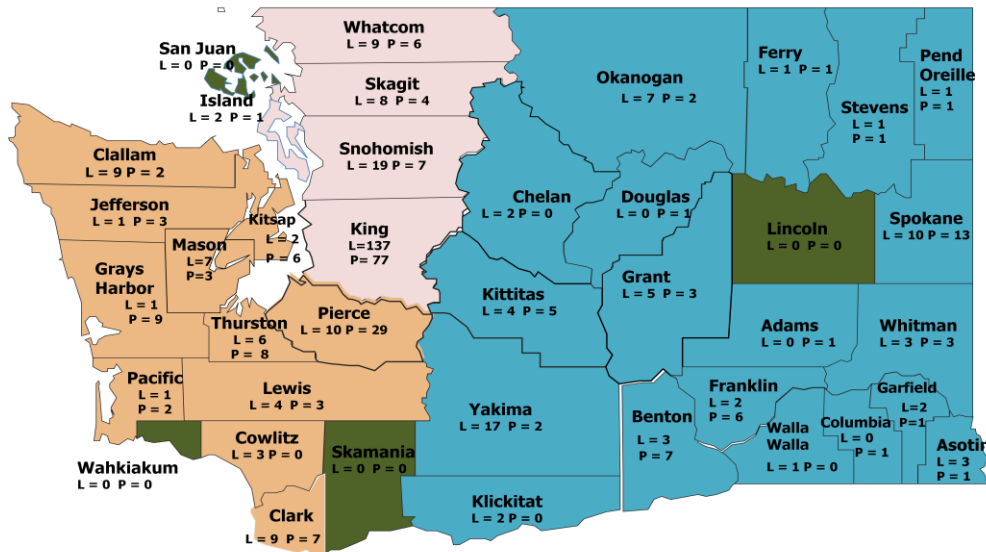 Whatcom
L = 9 P = 6
San Juan
L = 0 P = 0
Island
L = 2 P = 1
Skagit
L = 8 P = 4
Snohomish
L = 19 P = 7
King
L=137
P= 77
Okanogan
L = 7 P = 2
Ferry
L = 1 P = 1
Stevens
L = 1
P = 1
Pend
Oreille
L = 1
P = 1
Clallam
L = 9 P = 2
Jefferson
L = 1 P = 3
Kitsap
L = 2
P = 6
Mason
L=7
P=3
Grays
Harbor
L = 1
P = 9
Chelan
L = 2 P = 0
Douglas
L = 0 P = 1
Lincoln
L = 0 P = 0
Spokane
L = 10 P = 13
Kittitas
L = 4 P = 5
Grant
L = 5 P = 3
Pierce
L = 10 P = 29
Thurston
L = 6
P = 8
Adams
L = 0 P = 1
Whitman
L = 3 P = 3
Pacific
L = 1
P = 2
Lewis
L = 4 P = 3
Yakima
L = 17 P = 2
Benton
L = 3
P = 7
Franklin
L = 2
P = 6
Walla
Walla
L = 1 P = 0
Columbia
L = 0
P = 1
Garfield
L=2
P=1
Asotin
L = 3
P = 1
Wahkiakum
L = 0 P = 0
Cowlitz
L = 3 P = 0
Skamania
L = 0 P = 0
Clark
L = 9 P = 7
Klickitat
L = 2 P = 0